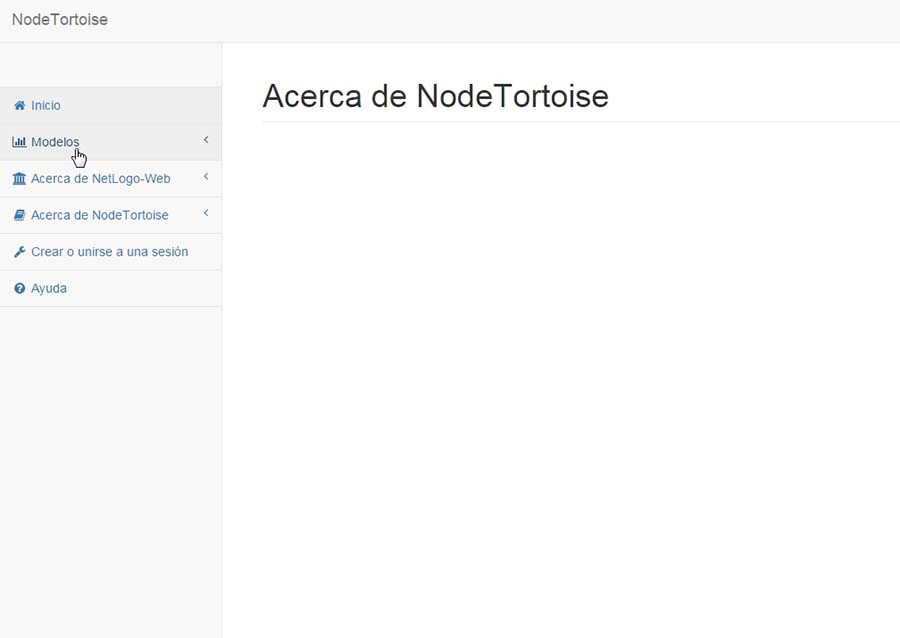 NodeTortoise
Acerca de NodeTortoise
Inicio
Modelos
Acerca de NetLogo-Web
Acerca de NodeTortoise
Crear o unirse a una sesión
Ayuda